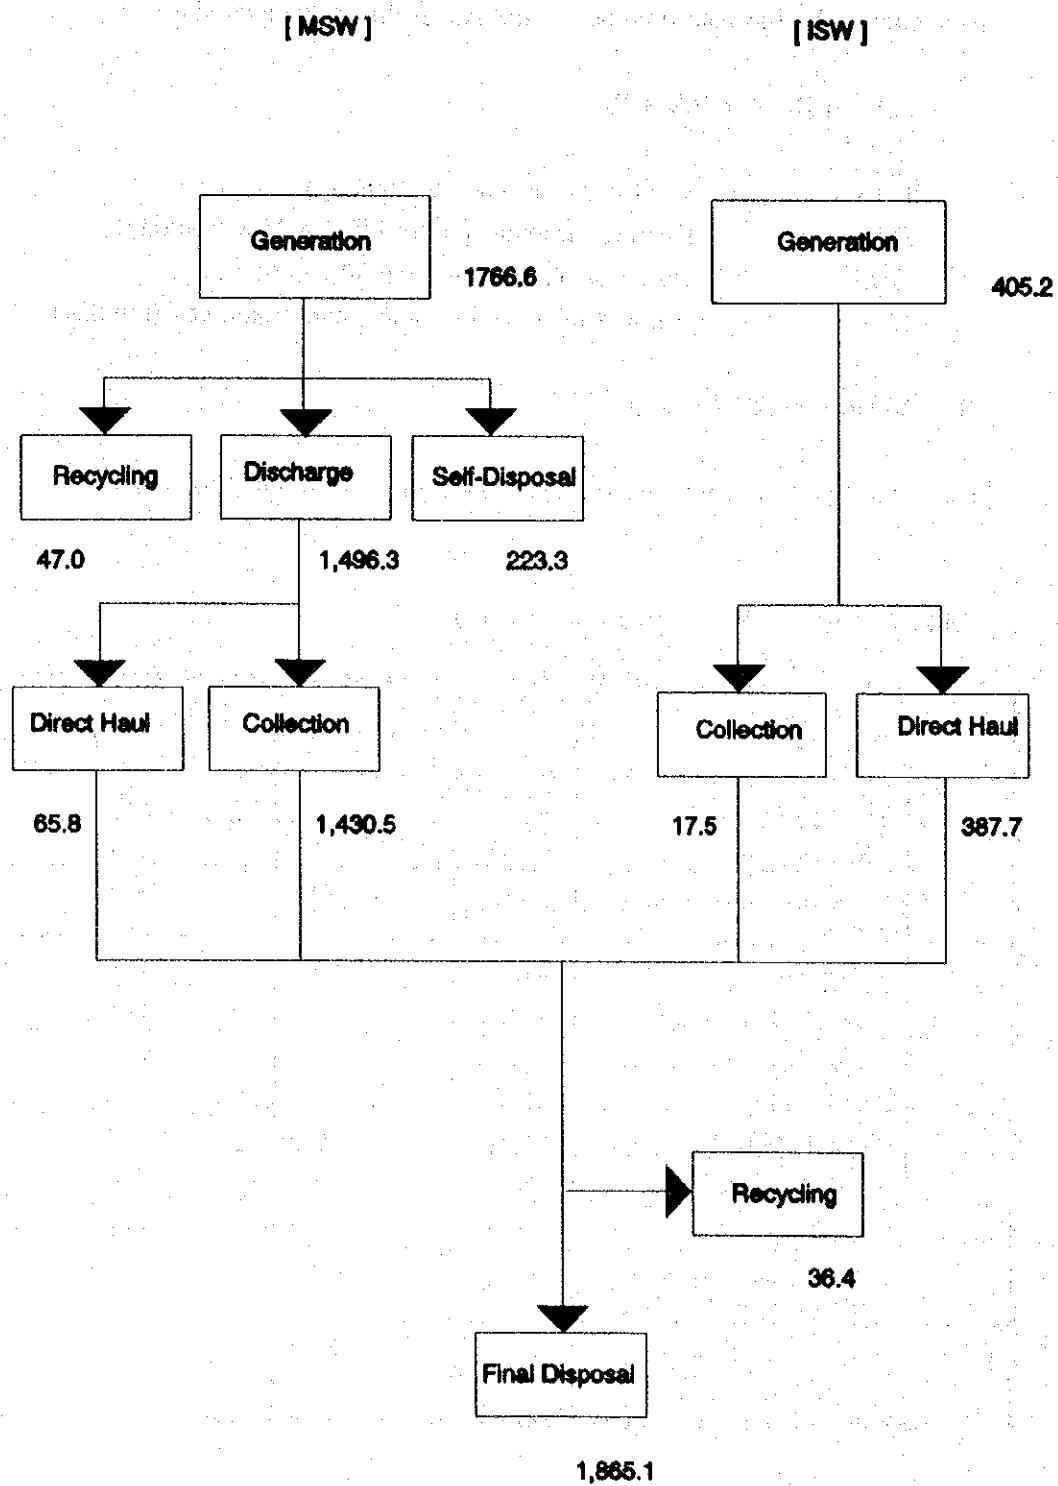 [ MSW ]
[ ISW ]
Generation
1766.6
Generation
405.2
Recycling
Discharge
Self-Disposal
47.0
1,496.3
223.3
Direct Haul
Collection
Collection
Direct Haul
65.8
1,430.5
17.5
387.7
Recycling
36.4
Final Disposal
1,865.1